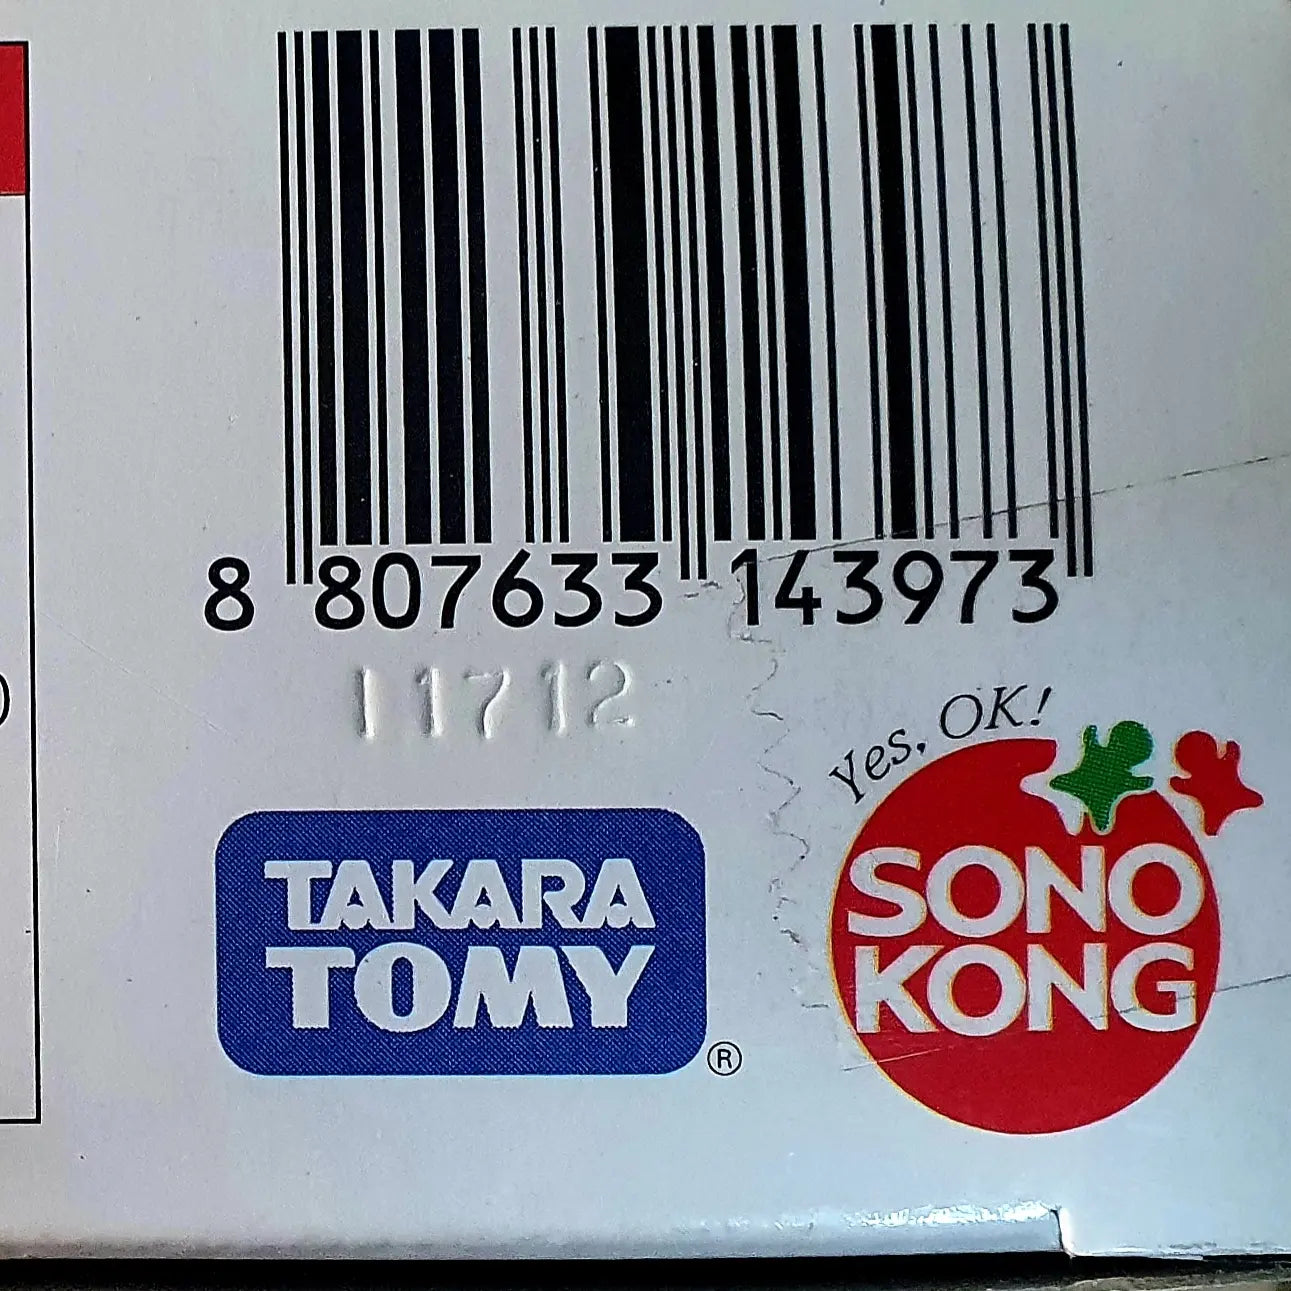 8 807633 143973
11712
Yes, OK!
TAKARA
TOMY
®
SONO
KONG
)